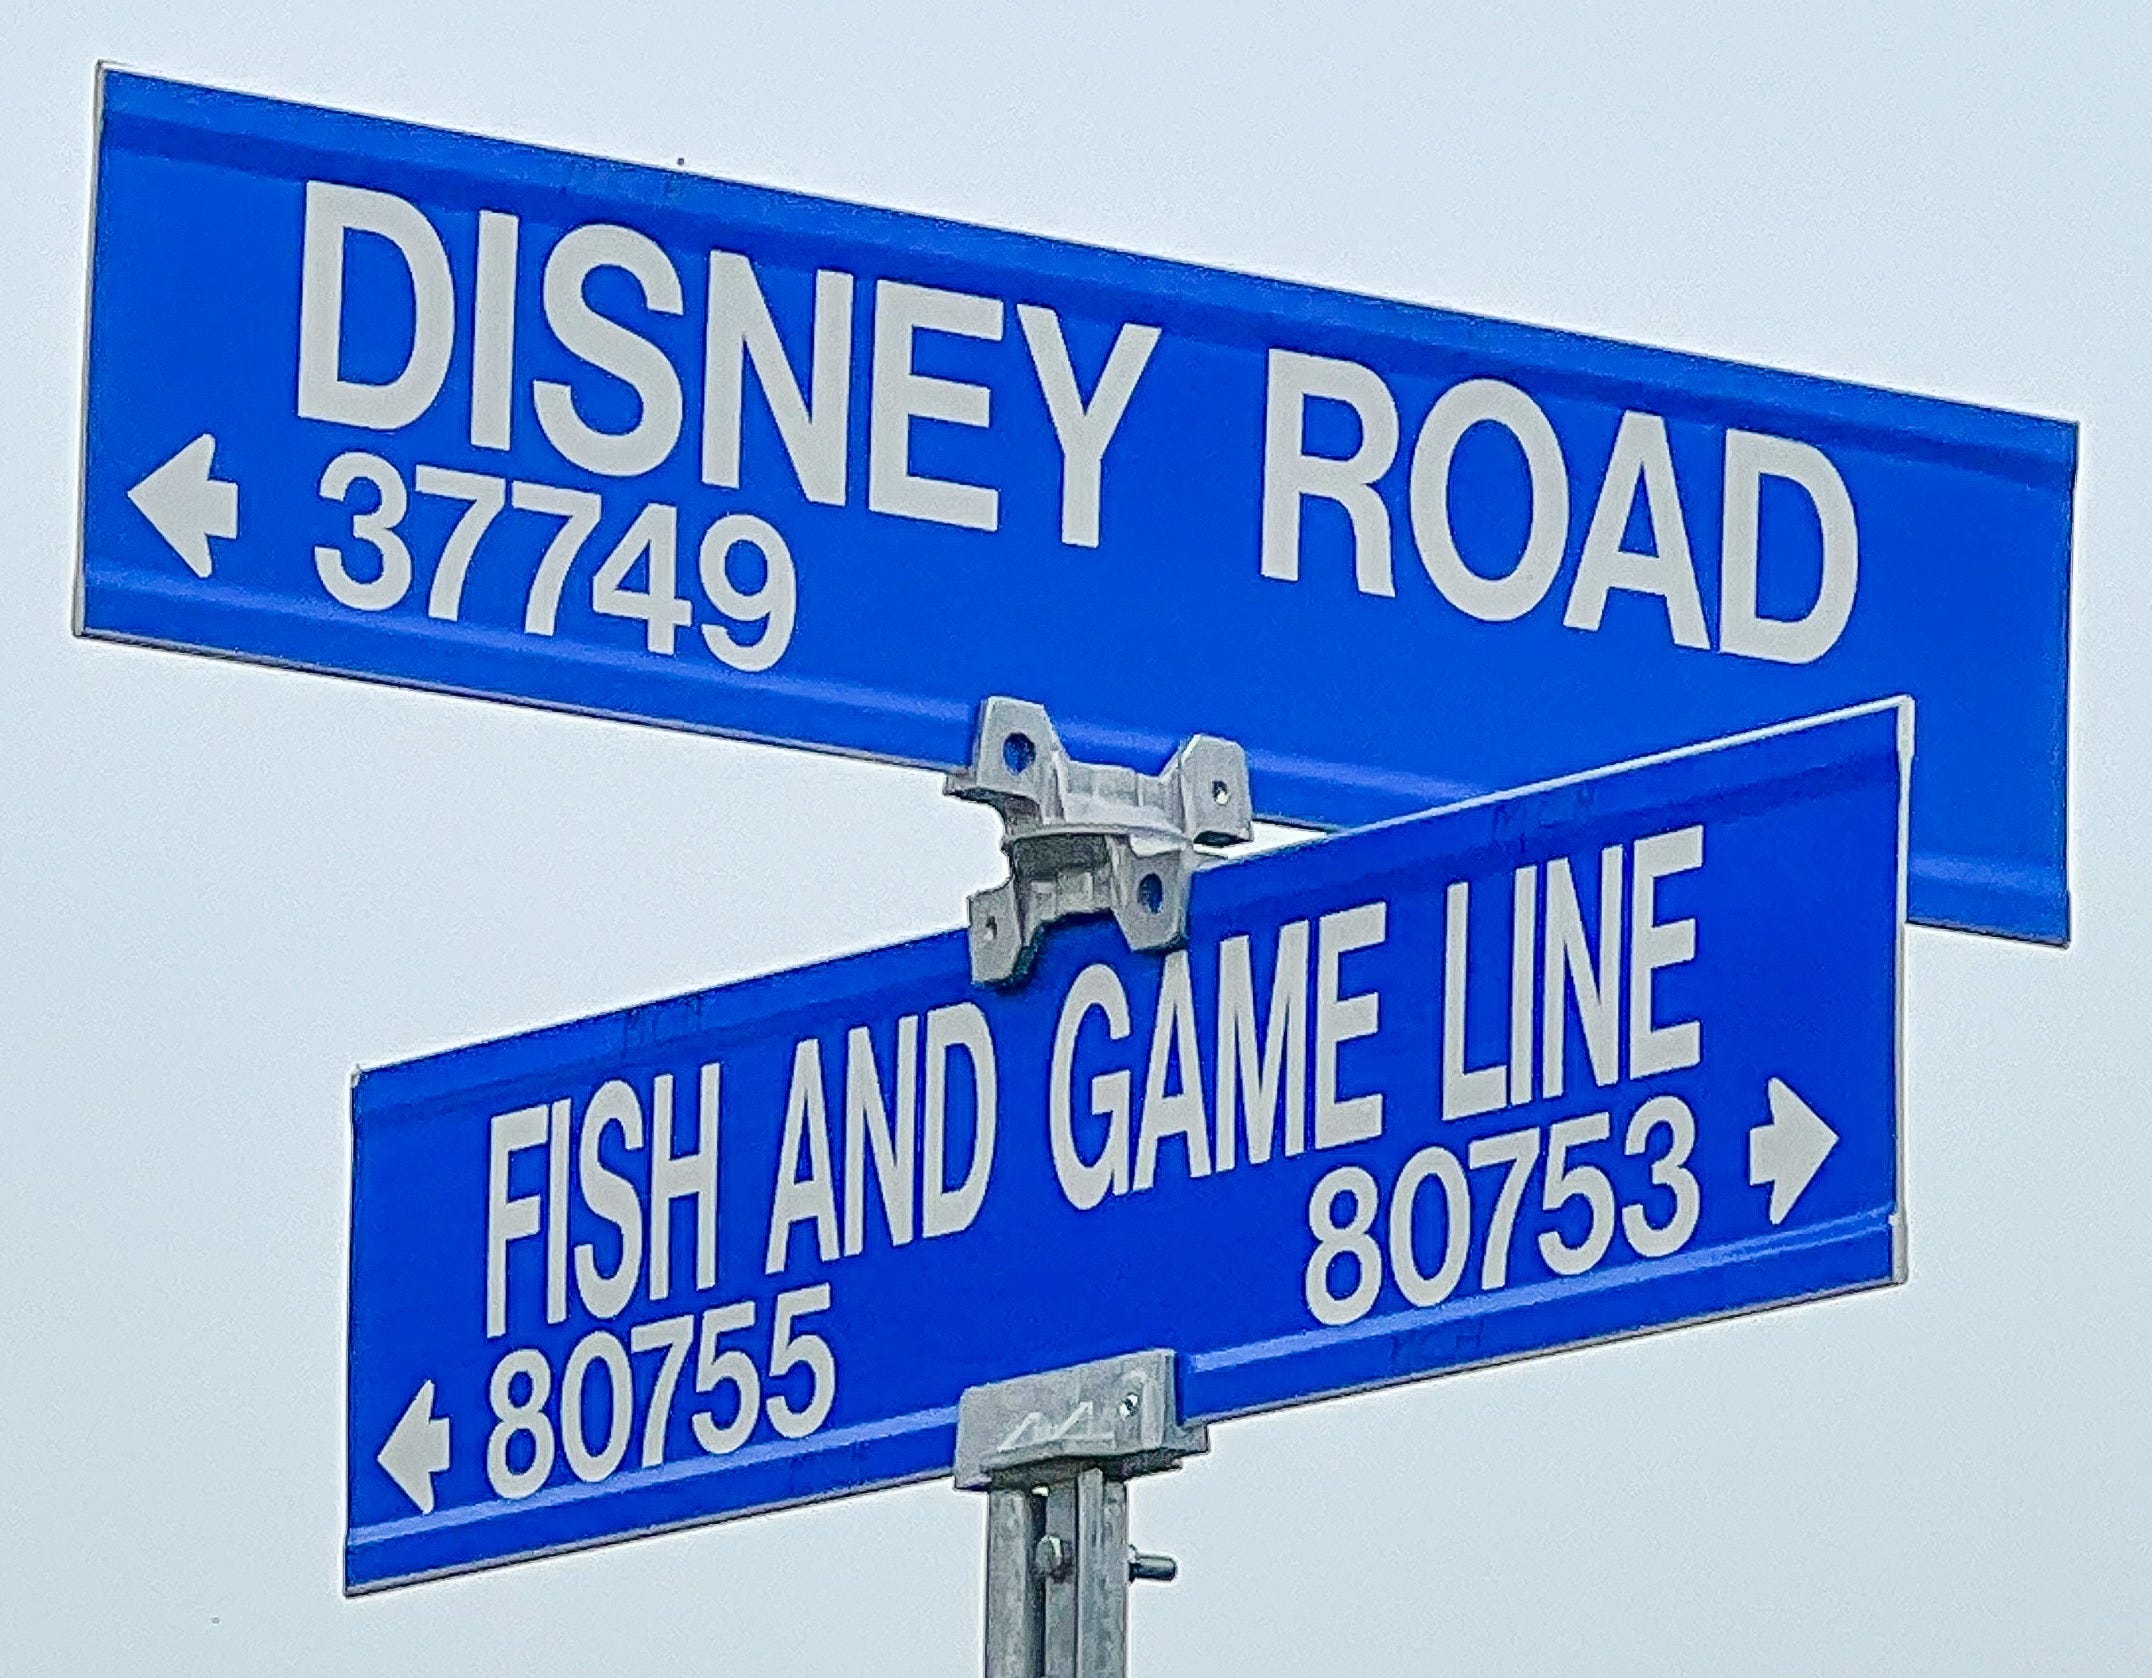 DISNEY ROAD
← 37749
FISH AND GAME LINE
80753 →
← 80755